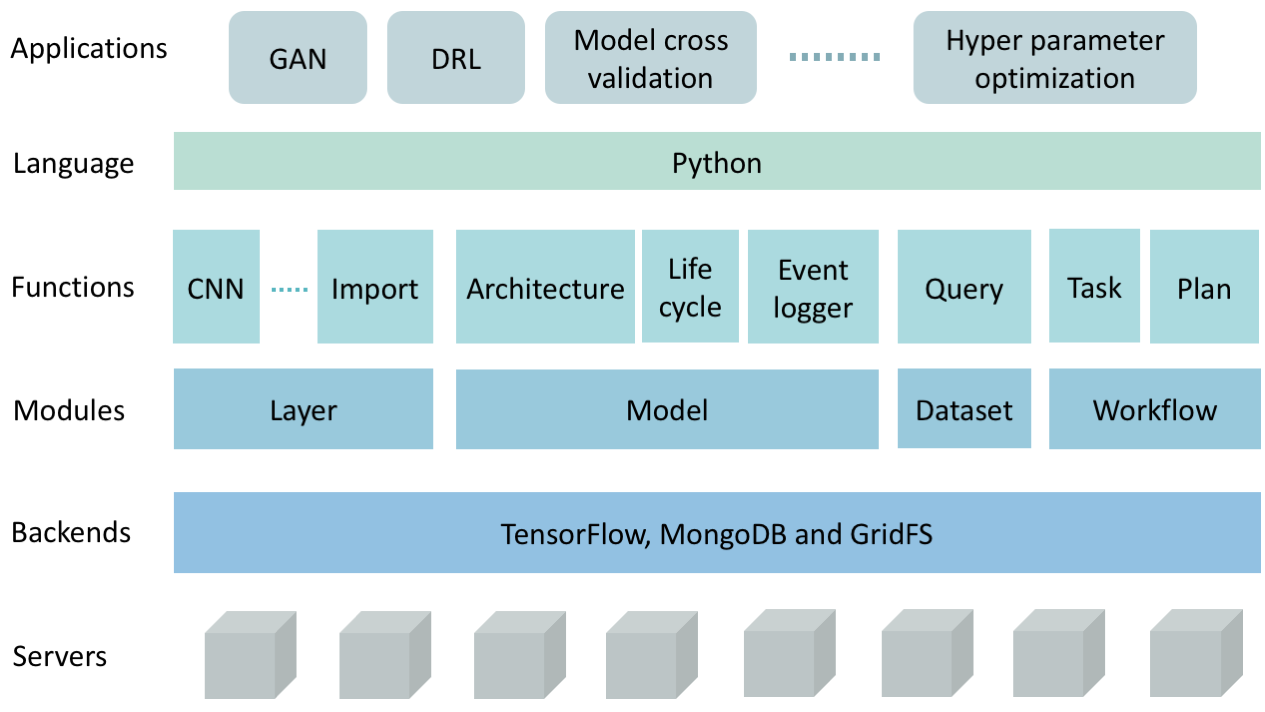 Applications
GAN
DRL
Model cross
validation
Hyper parameter
optimization
Language
Python
Functions
CNN
Import
Architecture
Life
cycle
Event
logger
Query
Task
Plan
Modules
Layer
Model
Dataset
Workflow
Backends
TensorFlow, MongoDB and GridFS
Servers